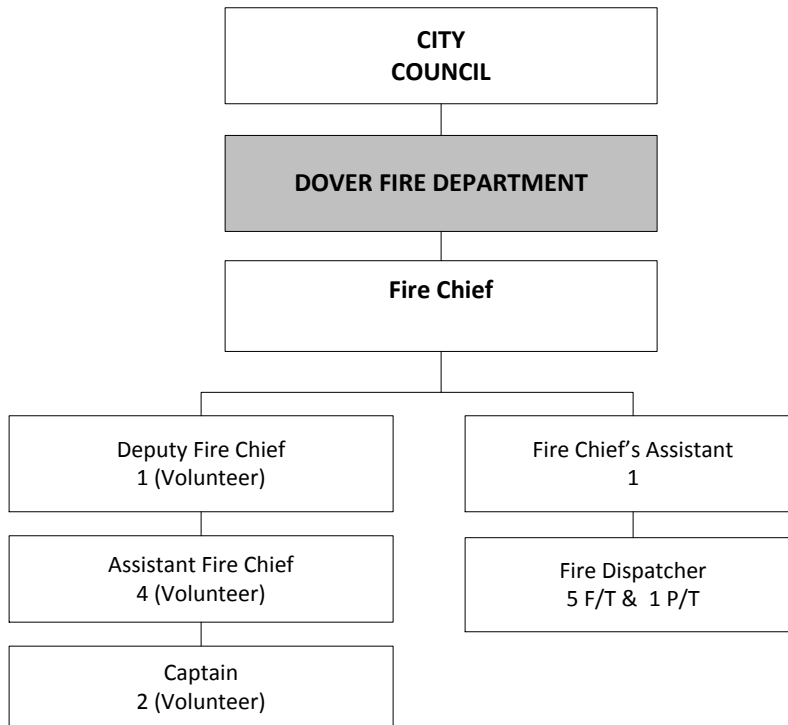 CITY
COUNCIL
DOVER FIRE DEPARTMENT
Fire Chief
Deputy Fire Chief
1 (Volunteer)
Assistant Fire Chief
4 (Volunteer)
Captain
2 (Volunteer)
Fire Chief’s Assistant
1
Fire Dispatcher
5 F/T & 1 P/T